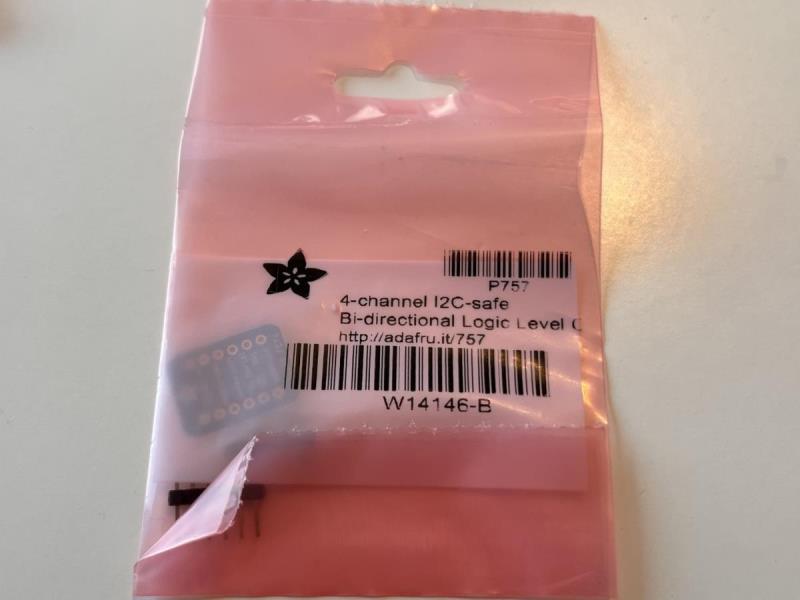 P757
4-channel I2C-safe
Bi-directional Logic Level C
http://adafru.it/757
W14146-B